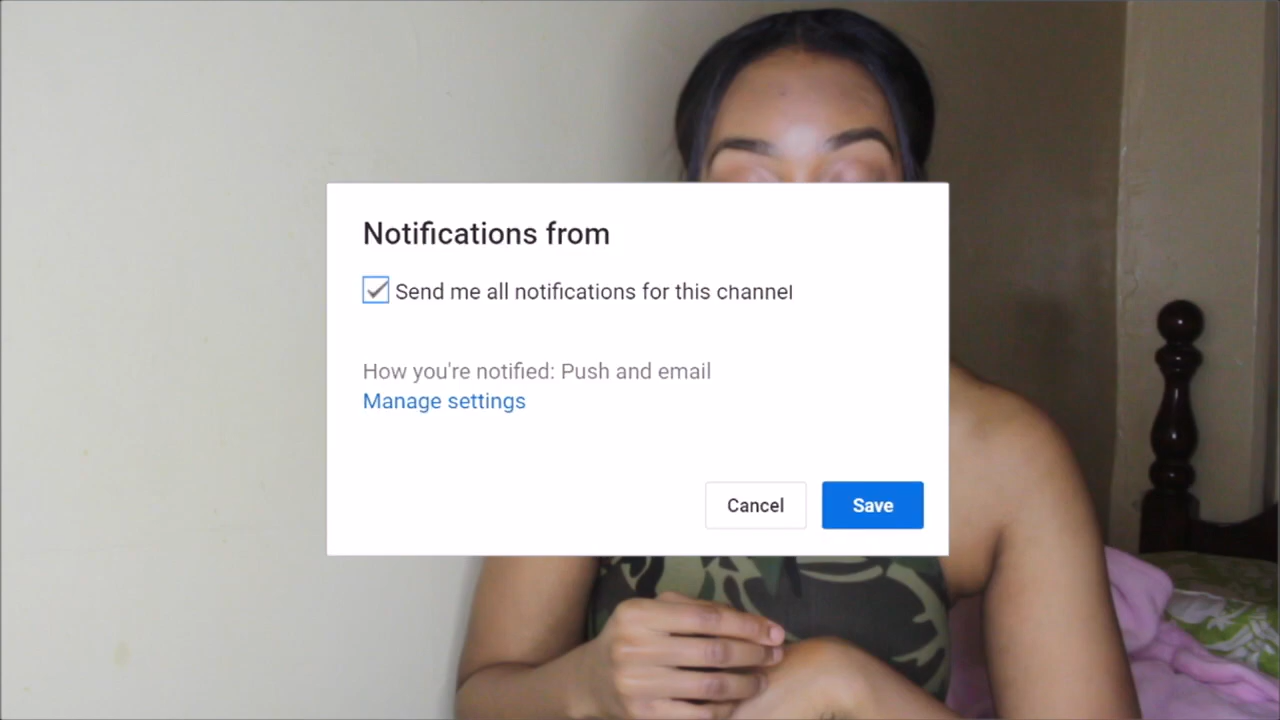 Notifications from
Send me all notifications for this channel
How you're notified: Push and email
Manage settings
Cancel
Save